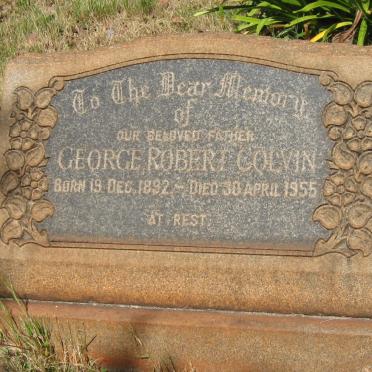 To The Dear Memory
of
OUR BELOVED FATHER
GEORGE ROBERT COLVIN
BORN 19 DEC. 1892 - DIED 30 APRIL 1955
AT REST